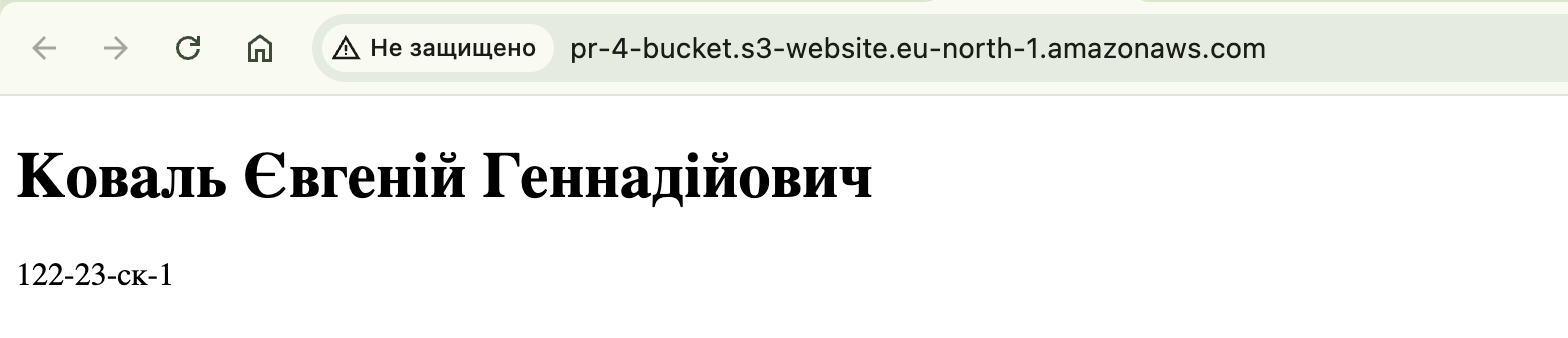 Не защищено pr-4-bucket.s3-website.eu-north-1.amazonaws.com
Коваль Євгеній Геннадійович
122-23-ск-1